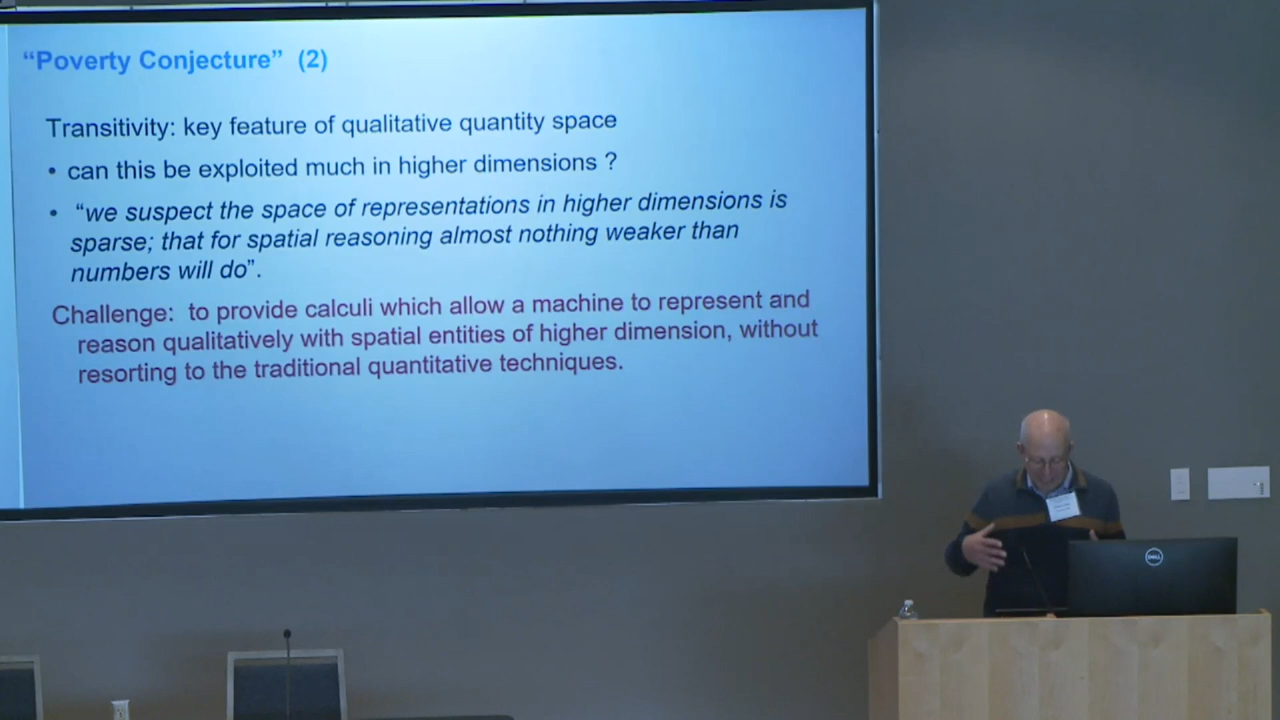 “Poverty Conjecture” (2)
Transitivity: key feature of qualitative quantity space
• can this be exploited much in higher dimensions ?
• “we suspect the space of representations in higher dimensions is
sparse; that for spatial reasoning almost nothing weaker than
numbers will do”.
Challenge: to provide calculi which allow a machine to represent and
reason qualitatively with spatial entities of higher dimension, without
resorting to the traditional quantitative techniques.
DELL